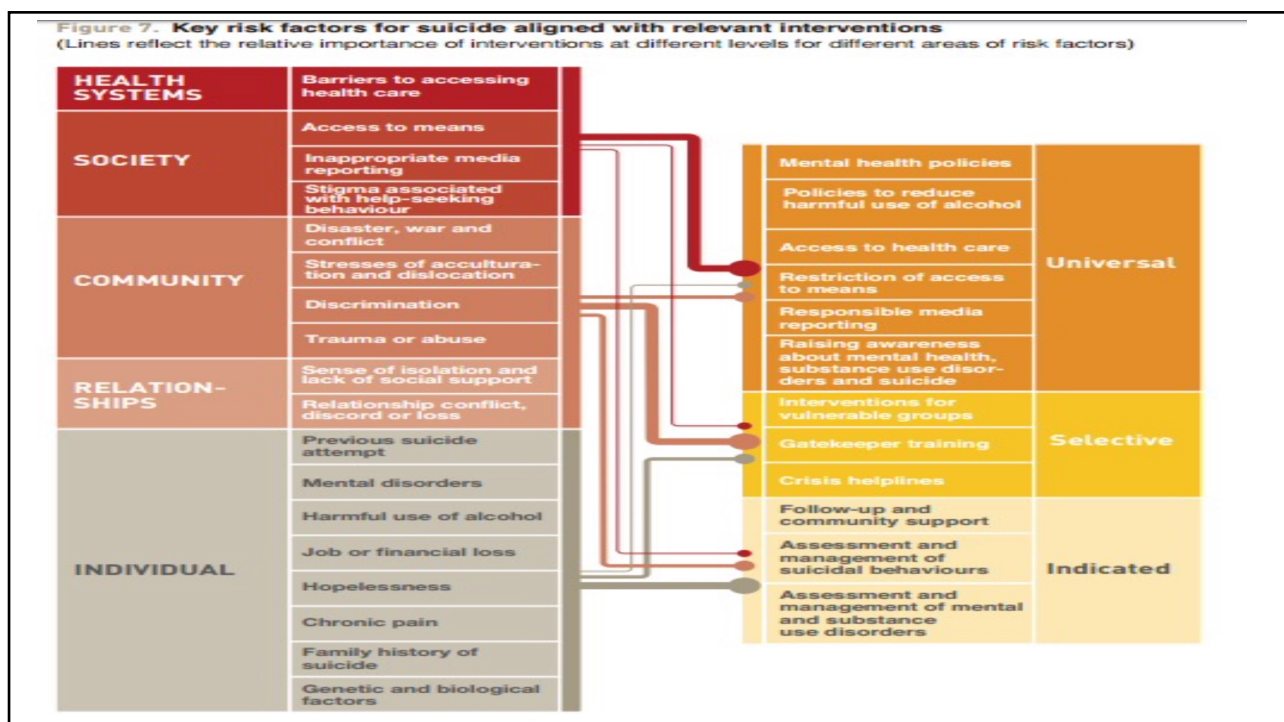 Figure 7. Key risk factors for suicide aligned with relevant interventions
(Lines reflect the relative importance of interventions at different levels for different areas of risk factors)
HEALTH
SYSTEMS
Barriers to accessing
health care
SOCIETY
Access to means
Inappropriate media
reporting
Stigma associated
with help-seeking
behaviour
COMMUNITY
Disaster, war and
conflict
Stresses of accultura-
tion and dislocation
Discrimination
Trauma or abuse
RELATION-
SHIPS
Sense of isolation and
lack of social support
Relationship conflict,
discord or loss
INDIVIDUAL
Previous suicide
attempt
Mental disorders
Harmful use of alcohol
Job or financial loss
Hopelessness
Chronic pain
Family history of
suicide
Genetic and biological
factors
Mental health policies
Policies to reduce
harmful use of alcohol
Access to health care
Restriction of access
to means
Responsible media
reporting
Raising awareness
about mental health,
substance use disor-
ders and suicide
Universal
Interventions for
vulnerable groups
Gatekeeper training
Crisis helplines
Selective
Follow-up and
community support
Assessment and
management of
suicidal behaviours
Assessment and
management of mental
and substance
use disorders
Indicated